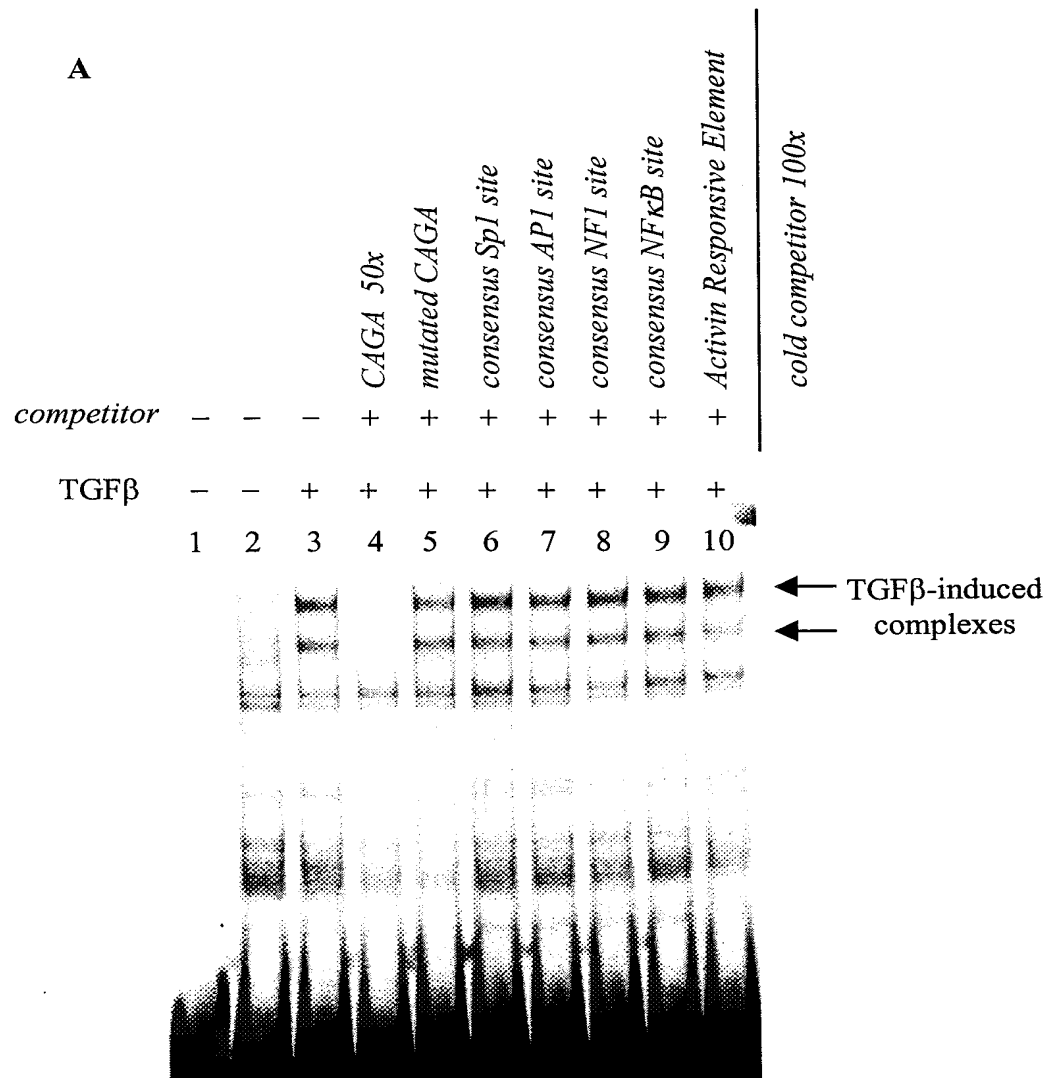 A
CAGA 50x
mutated CAGA
consensus Sp1 site
consensus AP1 site
consensus NF1 site
consensus NFκB site
Activin Responsive Element
cold competitor 100x
competitor – – – + + + + + + +
TGFβ – – + + + + + + + +
1 2 3 4 5 6 7 8 9 10
TGFβ-induced
complexes